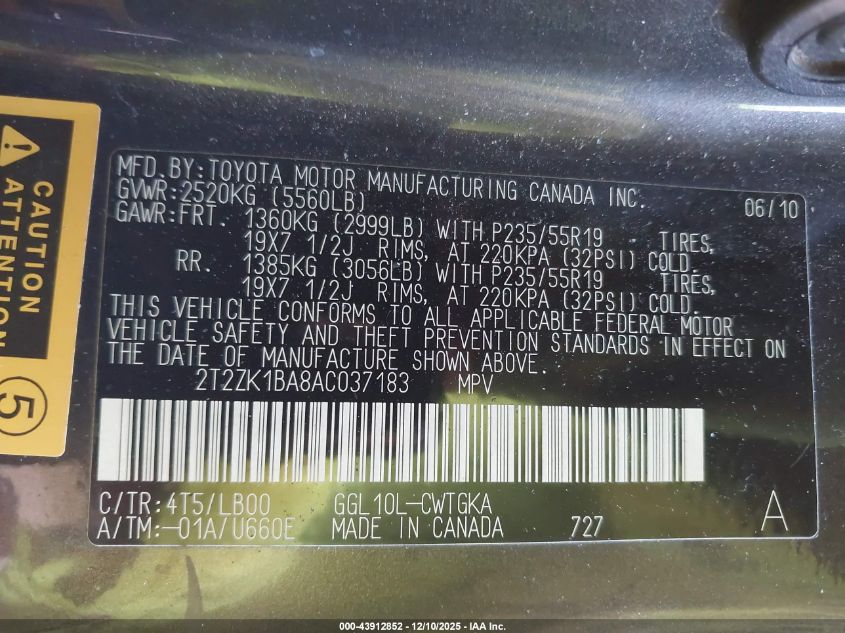 CAUTION
ATTENTION
5
MFD.BY:TOYOTA MOTOR MANUFACTURING CANADA INC. 06/10
GVWR:2520KG (5560LB)
GAWR:FRT. 1360KG (2999LB) WITH P235/55R19 - TIRES,
19X7 1/2J RIMS, AT 220KPA (32PSI) COLD.
RR. 1385KG (3056LB) WITH P235/55R19 - TIRES,
19X7 1/2J RIMS, AT 220KPA (32PSI) COLD.
THIS VEHICLE CONFORMS TO ALL APPLICABLE FEDERAL MOTOR
VEHICLE SAFETY AND THEFT PREVENTION STANDARDS IN EFFECT ON
THE DATE OF MANUFACTURE SHOWN ABOVE.
2T2ZK1BA8AC037183 MPV
C/TR:4T5/LB00 GGL10L-CWTGKA
A/TM:-01A/U660E MADE IN CANADA 727 A
000-43912852 - 12/10/2025 - IAA Inc.